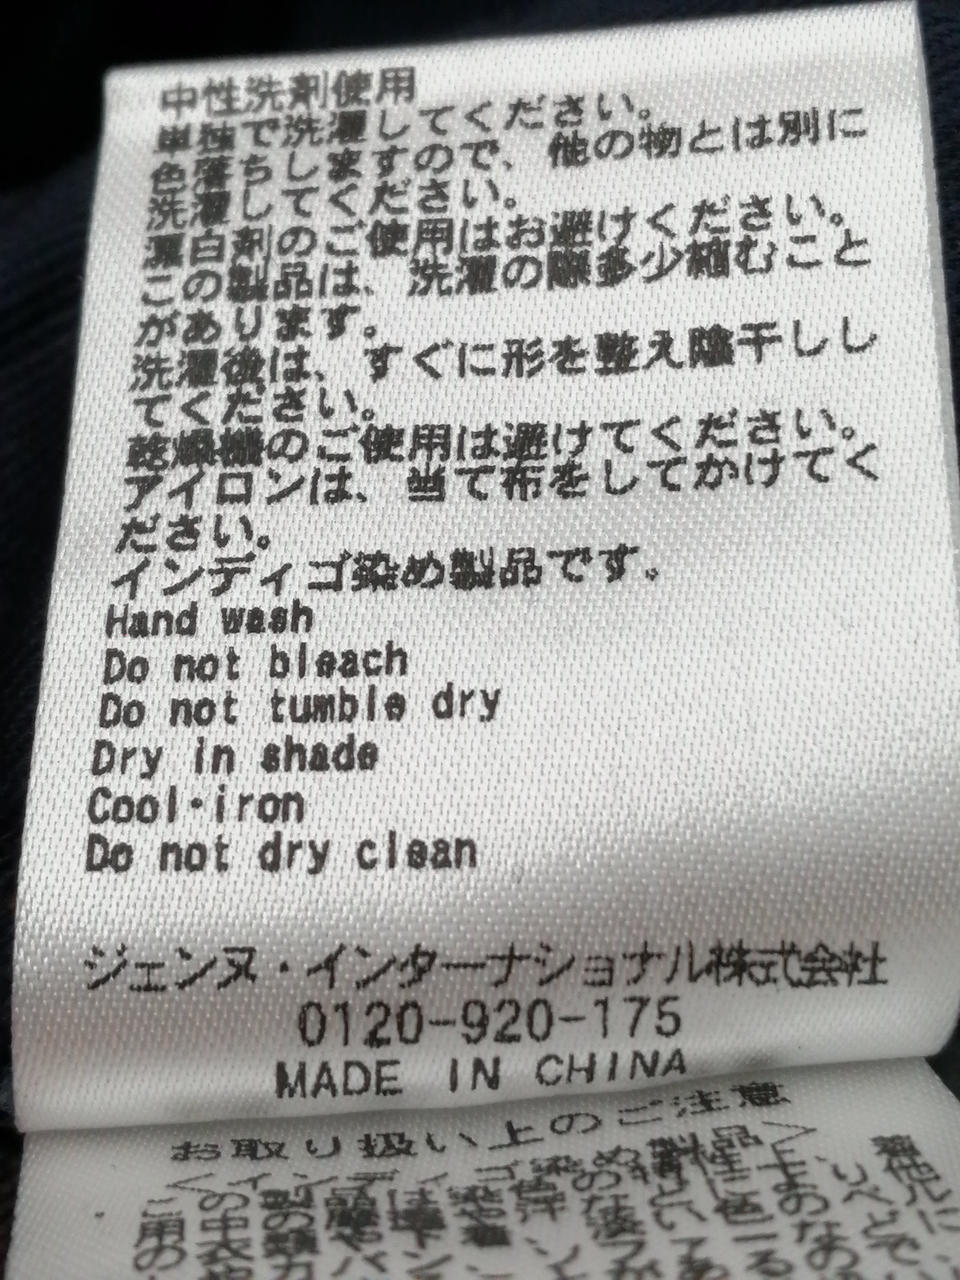 中性洗剤使用
単独で洗濯してください。
色落ちしますので、他の物とは別に
洗濯してください。
漂白剤のご使用はお避けください。
この製品は、洗濯の際多少縮むこと
があります。
洗濯後は、すぐに形を整え陰干しし
てください。
乾燥機のご使用は避けてください。
アイロンは、当て布をしてかけてく
ださい。
インディゴ染め製品です。
Hand wash
Do not bleach
Do not tumble dry
Dry in shade
Cool・iron
Do not dry clean
ジェンヌ・インターナショナル株式会社
0120-920-175
MADE IN CHINA
お取り扱い上のご注意
＜インディゴ染め製品＞